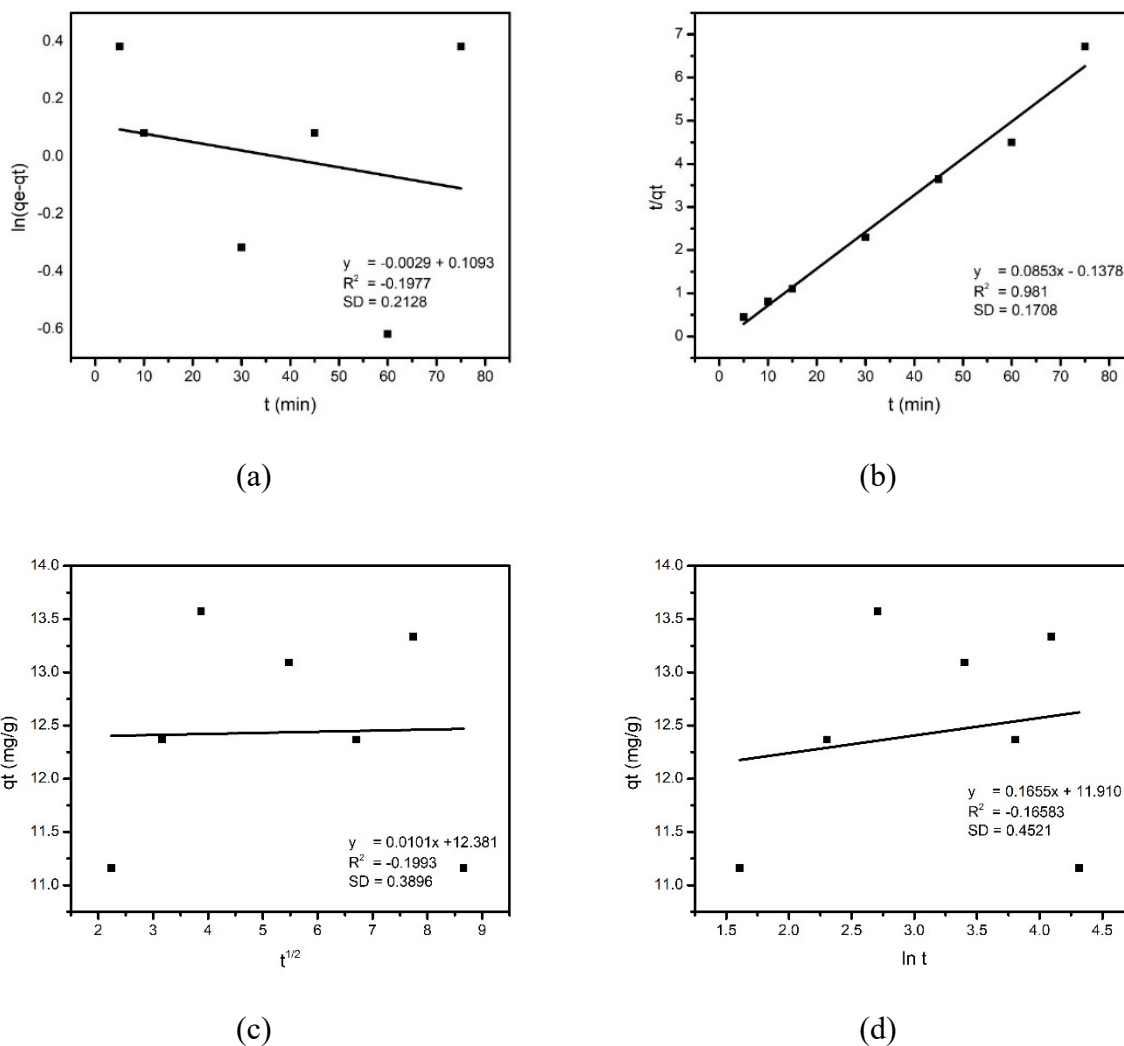 ln(qe-qt)
0.4
0.2
0.0
-0.2
-0.4
-0.6
y = -0.0029 + 0.1093
R² = -0.1977
SD = 0.2128
0 10 20 30 40 50 60 70 80
t (min)
(a)
t/qt
7
6
5
4
3
2
1
0
y = 0.0853x - 0.1378
R² = 0.981
SD = 0.1708
0 10 20 30 40 50 60 70 80
t (min)
(b)
qt (mg/g)
14.0
13.5
13.0
12.5
12.0
11.5
11.0
y = 0.0101x +12.381
R² = -0.1993
SD = 0.3896
2 3 4 5 6 7 8 9
t^1/2
(c)
qt (mg/g)
14.0
13.5
13.0
12.5
12.0
11.5
11.0
y = 0.1655x + 11.910
R² = -0.16583
SD = 0.4521
1.5 2.0 2.5 3.0 3.5 4.0 4.5
ln t
(d)